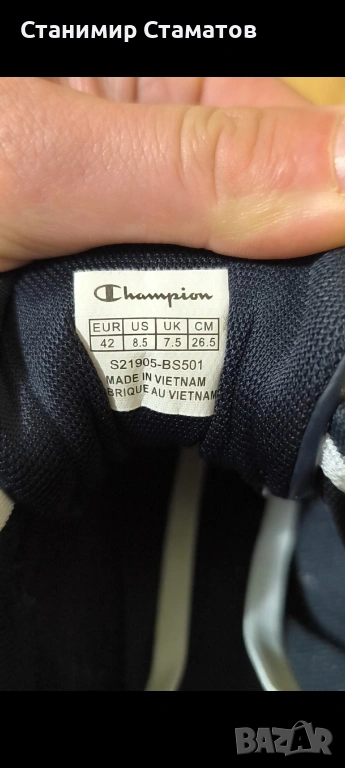 Станимир Стаматов
Champion
EUR US UK CM
42 8.5 7.5 26.5
S21905-BS501
MADE IN VIETNAM
BRIQUE AU VIETNAM
BAZAR